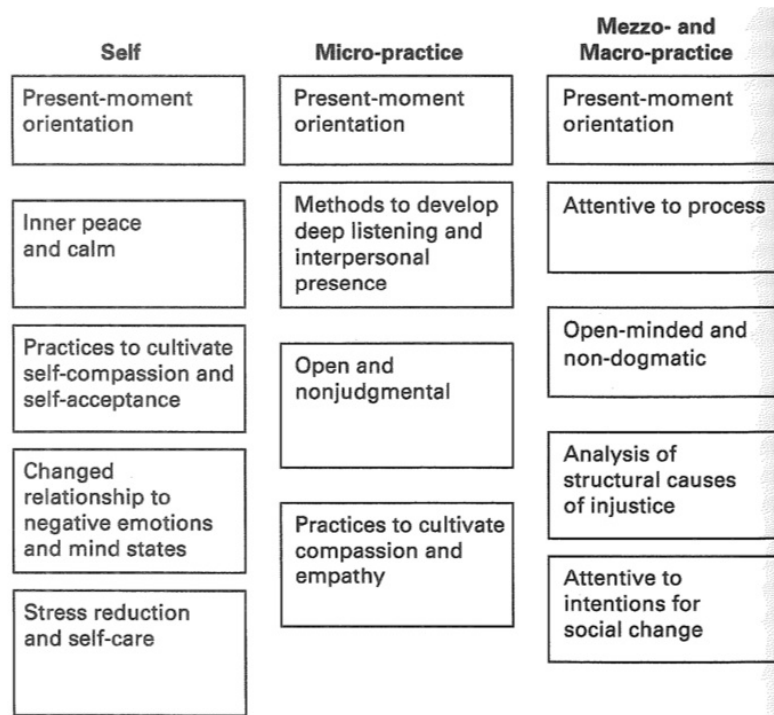 Self
Present-moment
orientation
Inner peace
and calm
Practices to cultivate
self-compassion and
self-acceptance
Changed
relationship to
negative emotions
and mind states
Stress reduction
and self-care
Micro-practice
Present-moment
orientation
Methods to develop
deep listening and
interpersonal
presence
Open and
nonjudgmental
Practices to cultivate
compassion and
empathy
Mezzo- and
Macro-practice
Present-moment
orientation
Attentive to process
Open-minded and
non-dogmatic
Analysis of
structural causes
of injustice
Attentive to
intentions for
social change